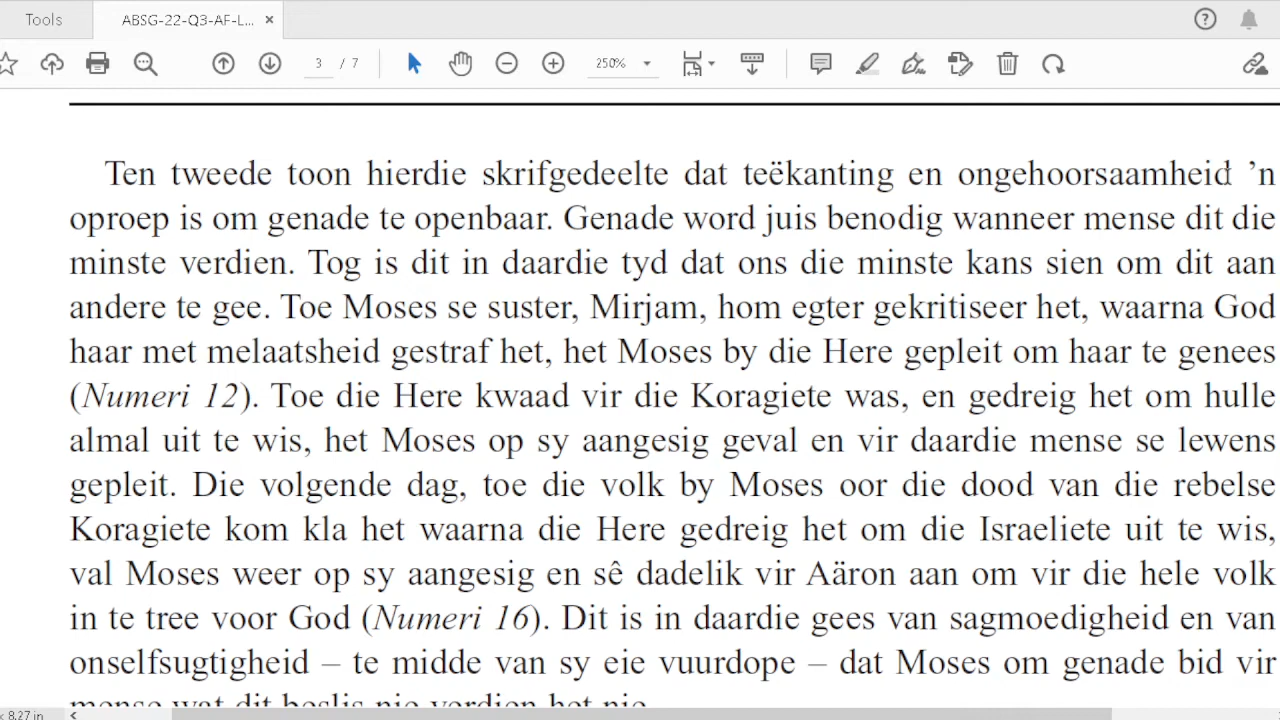 Tools
ABSG-22-Q3-AF-L... ×
3 / 7
250%
Ten tweede toon hierdie skrifgedeelte dat teëkanting en ongehoorsaamheid ’n
oproep is om genade te openbaar. Genade word juis benodig wanneer mense dit die
minste verdien. Tog is dit in daardie tyd dat ons die minste kans sien om dit aan
andere te gee. Toe Moses se suster, Mirjam, hom egter gekritiseer het, waarna God
haar met melaatsheid gestraf het, het Moses by die Here gepleit om haar te genees
(Numeri 12). Toe die Here kwaad vir die Koragiete was, en gedreig het om hulle
almal uit te wis, het Moses op sy aangesig geval en vir daardie mense se lewens
gepleit. Die volgende dag, toe die volk by Moses oor die dood van die rebelse
Koragiete kom kla het waarna die Here gedreig het om die Israeliete uit te wis,
val Moses weer op sy aangesig en sê dadelik vir Aäron aan om vir die hele volk
in te tree voor God (Numeri 16). Dit is in daardie gees van sagmoedigheid en van
onselfsugtigheid – te midde van sy eie vuurdope – dat Moses om genade bid vir
mense wat dit beslis nie verdien het nie.
x 8,27 in